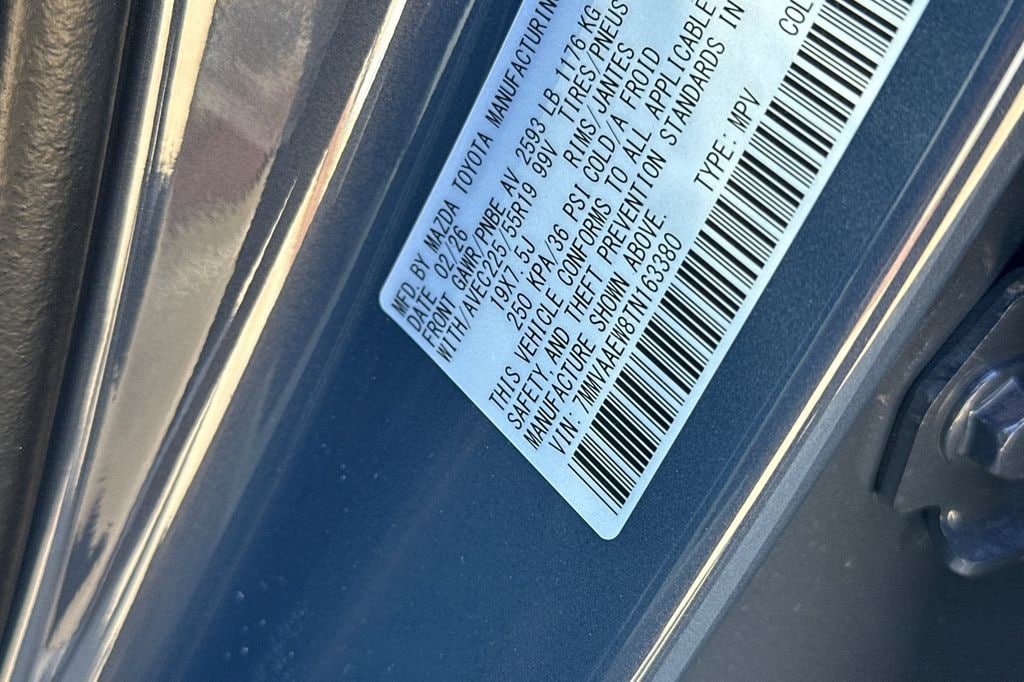 MFD. BY MAZDA TOYOTA MANUFACTURING
DATE 02/26
FRONT GAWR/PNBE AV 2593 LB 1176 KG
WITH/AVEC225/55R19 99V TIRES/PNEUS
19X7.5J RIMS/JANTES
250 KPA/36 PSI COLD/A FROID
THIS VEHICLE CONFORMS TO ALL APPLICABLE
SAFETY, AND THEFT PREVENTION STANDARDS IN
MANUFACTURE SHOWN ABOVE.
VIN: 7MMVAAEW8TN163380 TYPE: MPV COL